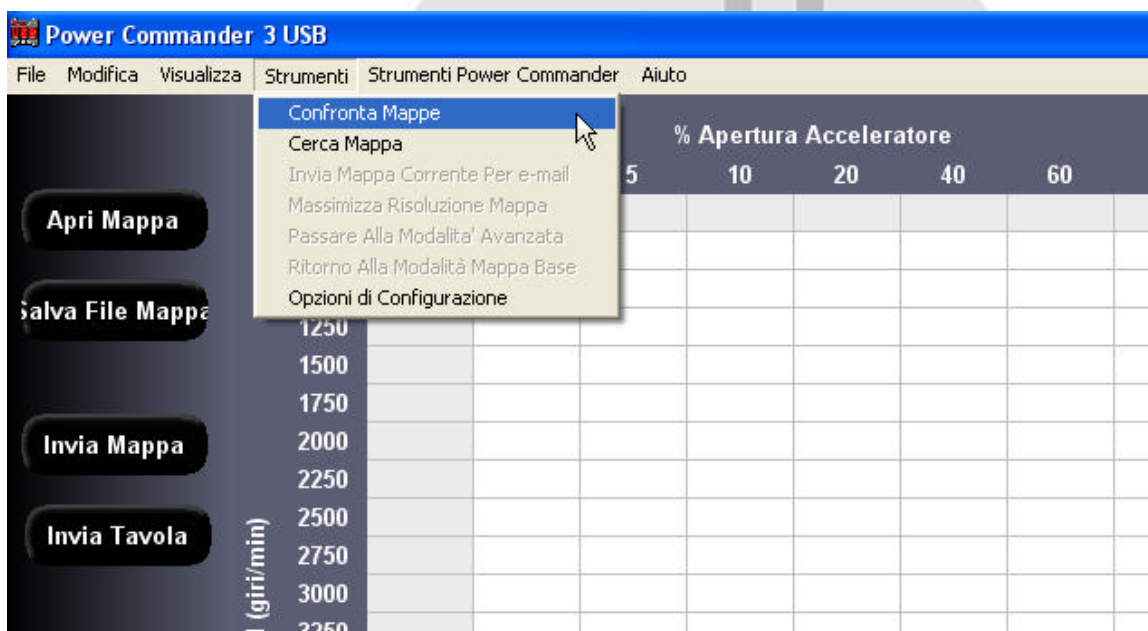 Power Commander 3 USB
File Modifica Visualizza Strumenti Strumenti Power Commander Aiuto
Confronta Mappe
Cerca Mappa
Invia Mappa Corrente Per e-mail
Massimizza Risoluzione Mappa
Passare Alla Modalita' Avanzata
Ritorno Alla Modalità Mappa Base
Opzioni di Configurazione
% Apertura Acceleratore
5 10 20 40 60
Apri Mappa
Salva File Mappa
Invia Mappa
Invia Tavola
1250
1500
1750
2000
2250
2500
2750
3000
3250
(giri/min)